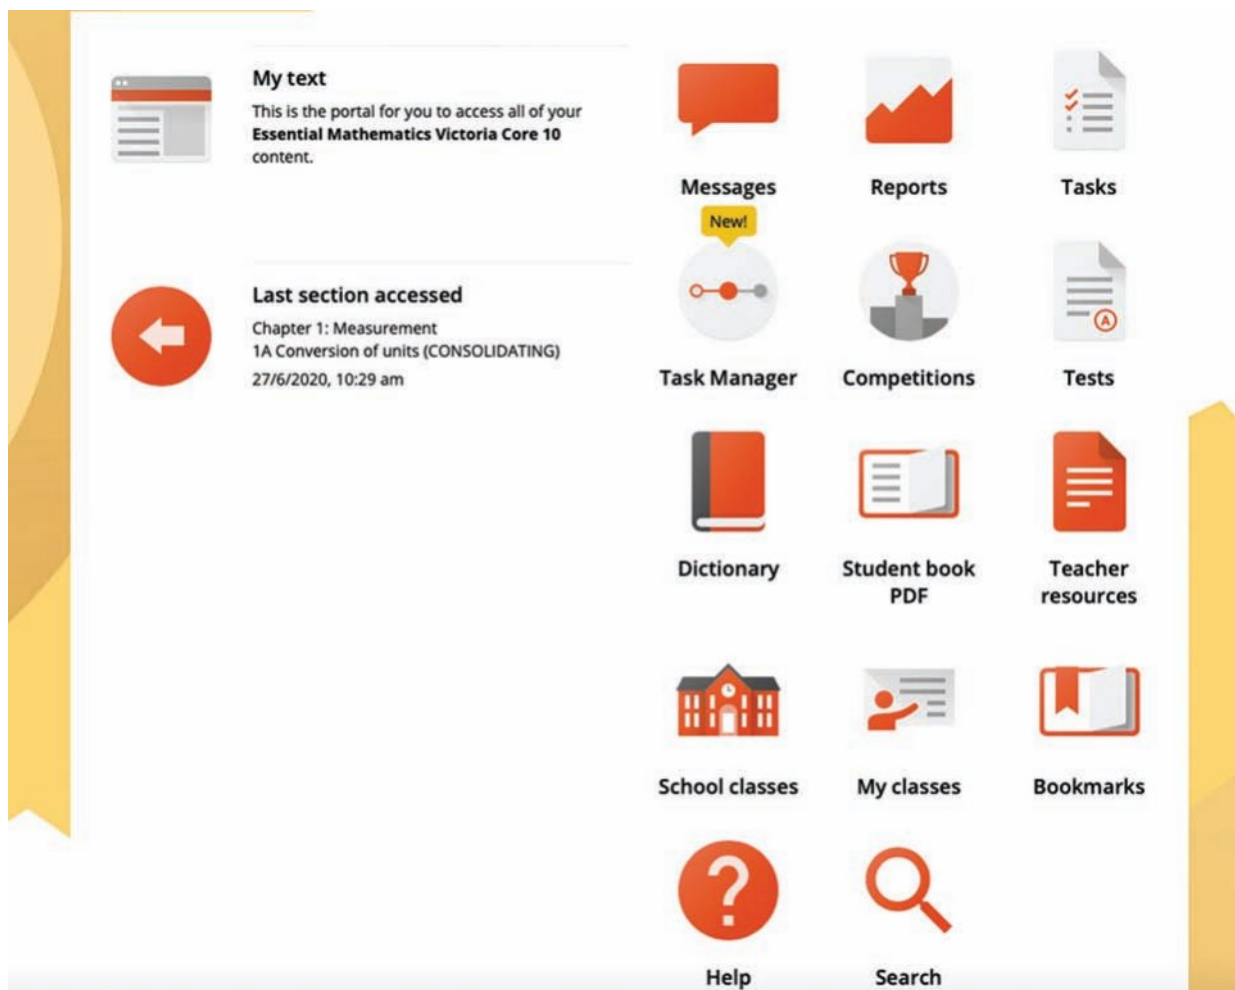 My text
This is the portal for you to access all of your
Essential Mathematics Victoria Core 10
content.
Last section accessed
Chapter 1: Measurement
1A Conversion of units (CONSOLIDATING)
27/6/2020, 10:29 am
Messages
Reports
Tasks
New!
Task Manager
Competitions
A
Tests
Dictionary
Student book
PDF
Teacher
resources
School classes
My classes
Bookmarks
?
Help
Search